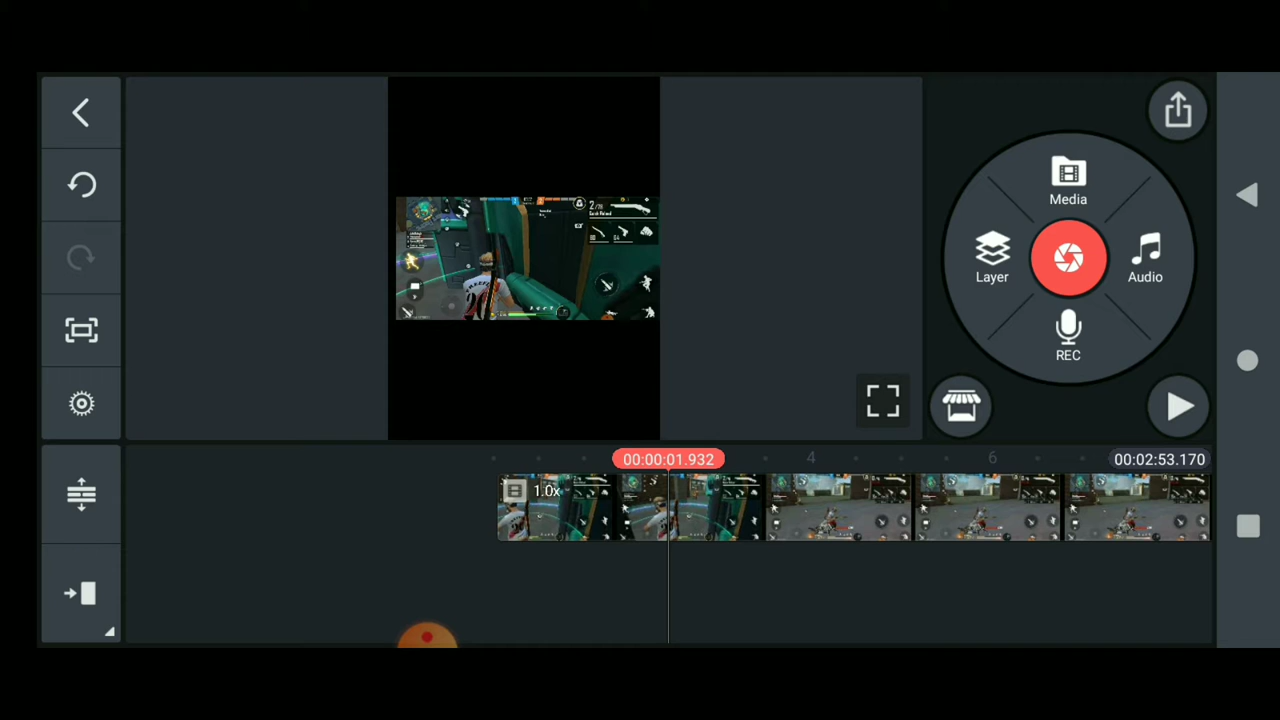 Media
Layer
Audio
REC
00:00:01.932
4
6
00:02:53.170
1.0x